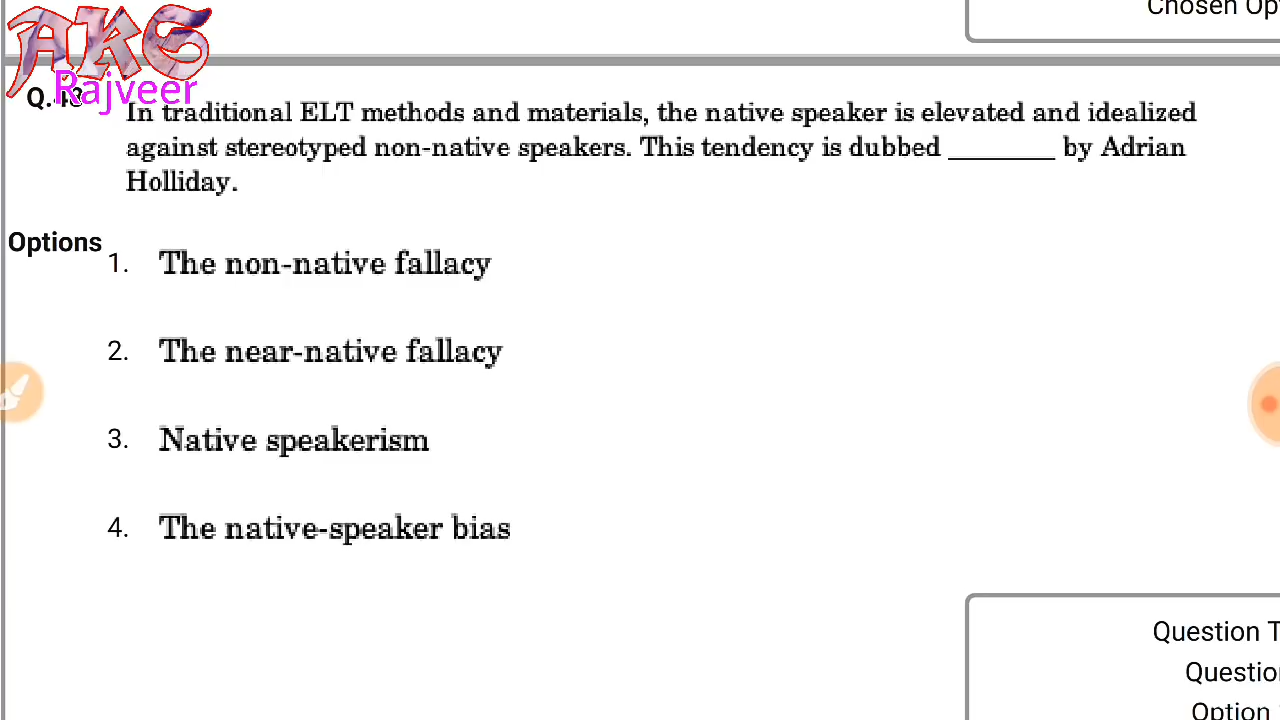 Chosen Op
AKS
Rajveer
Q.43
In traditional ELT methods and materials, the native speaker is elevated and idealized
against stereotyped non-native speakers. This tendency is dubbed ________ by Adrian
Holliday.
Options
1. The non-native fallacy
2. The near-native fallacy
3. Native speakerism
4. The native-speaker bias
Question T
Questio
Option